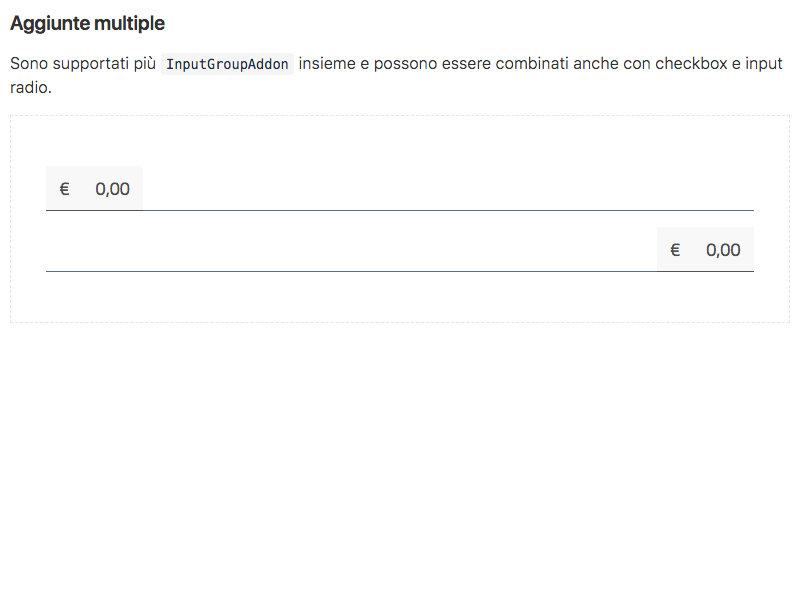 Aggiunte multiple
Sono supportati più InputGroupAddon insieme e possono essere combinati anche con checkbox e input
radio.
€ 0,00
€ 0,00